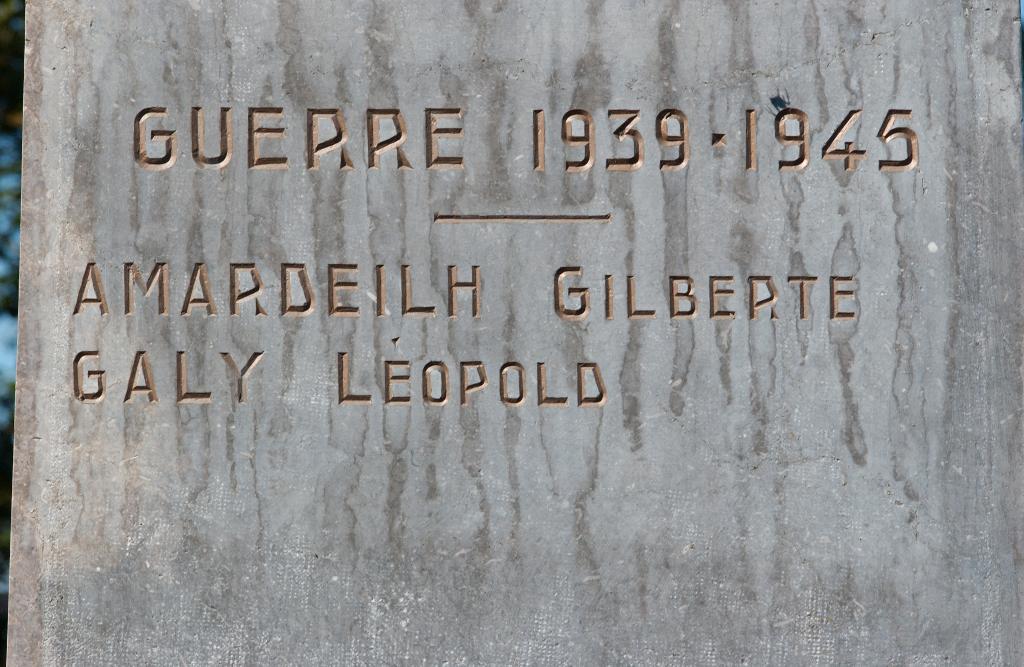 GUERRE 1939·1945
AMARDEILH GILBERTE
GALY LÉOPOLD